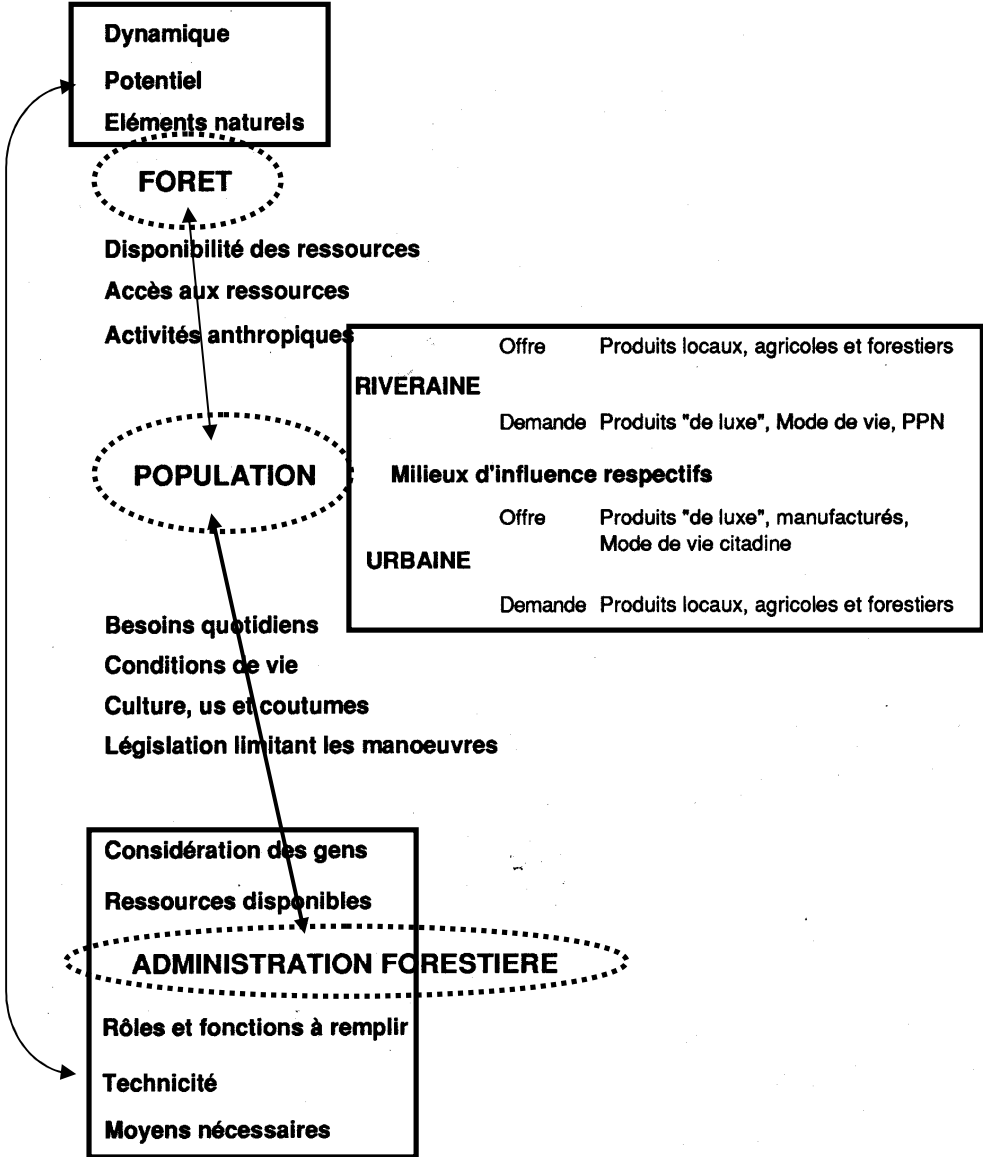 Dynamique
Potentiel
Eléments naturels
FORET
Disponibilité des ressources
Accès aux ressources
Activités anthropiques
Offre Produits locaux, agricoles et forestiers
RIVERAINE
Demande Produits "de luxe", Mode de vie, PPN
POPULATION
Milieux d'influence respectifs
Offre Produits "de luxe", manufacturés,
Mode de vie citadine
URBAINE
Demande Produits locaux, agricoles et forestiers
Besoins quotidiens
Conditions de vie
Culture, us et coutumes
Législation limitant les manoeuvres
Considération des gens
Ressources disponibles
ADMINISTRATION FORESTIERE
Rôles et fonctions à remplir
Technicité
Moyens nécessaires